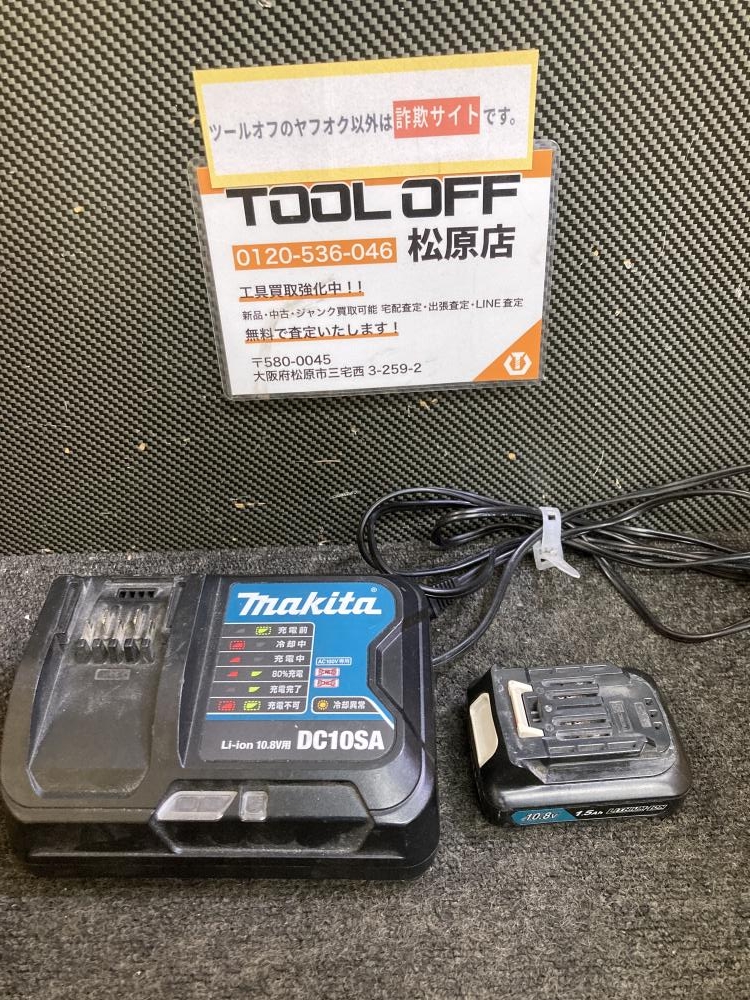 ツールオフのヤフオク以外は詐欺サイトです。
TOOL OFF
0120-536-046 松原店
工具買取強化中！！
新品・中古・ジャンク買取可能 宅配査定・出張査定・LINE査定
無料で査定いたします！
〒580-0045
大阪府松原市三宅西 3-259-2
makita
充電前
冷却中
充電中
AC100V専用
80%充電
充電完了
充電不可
冷却異常
Li-ion 10.8V用 DC10SA
10.8V 1.5Ah LITHIUM-ION